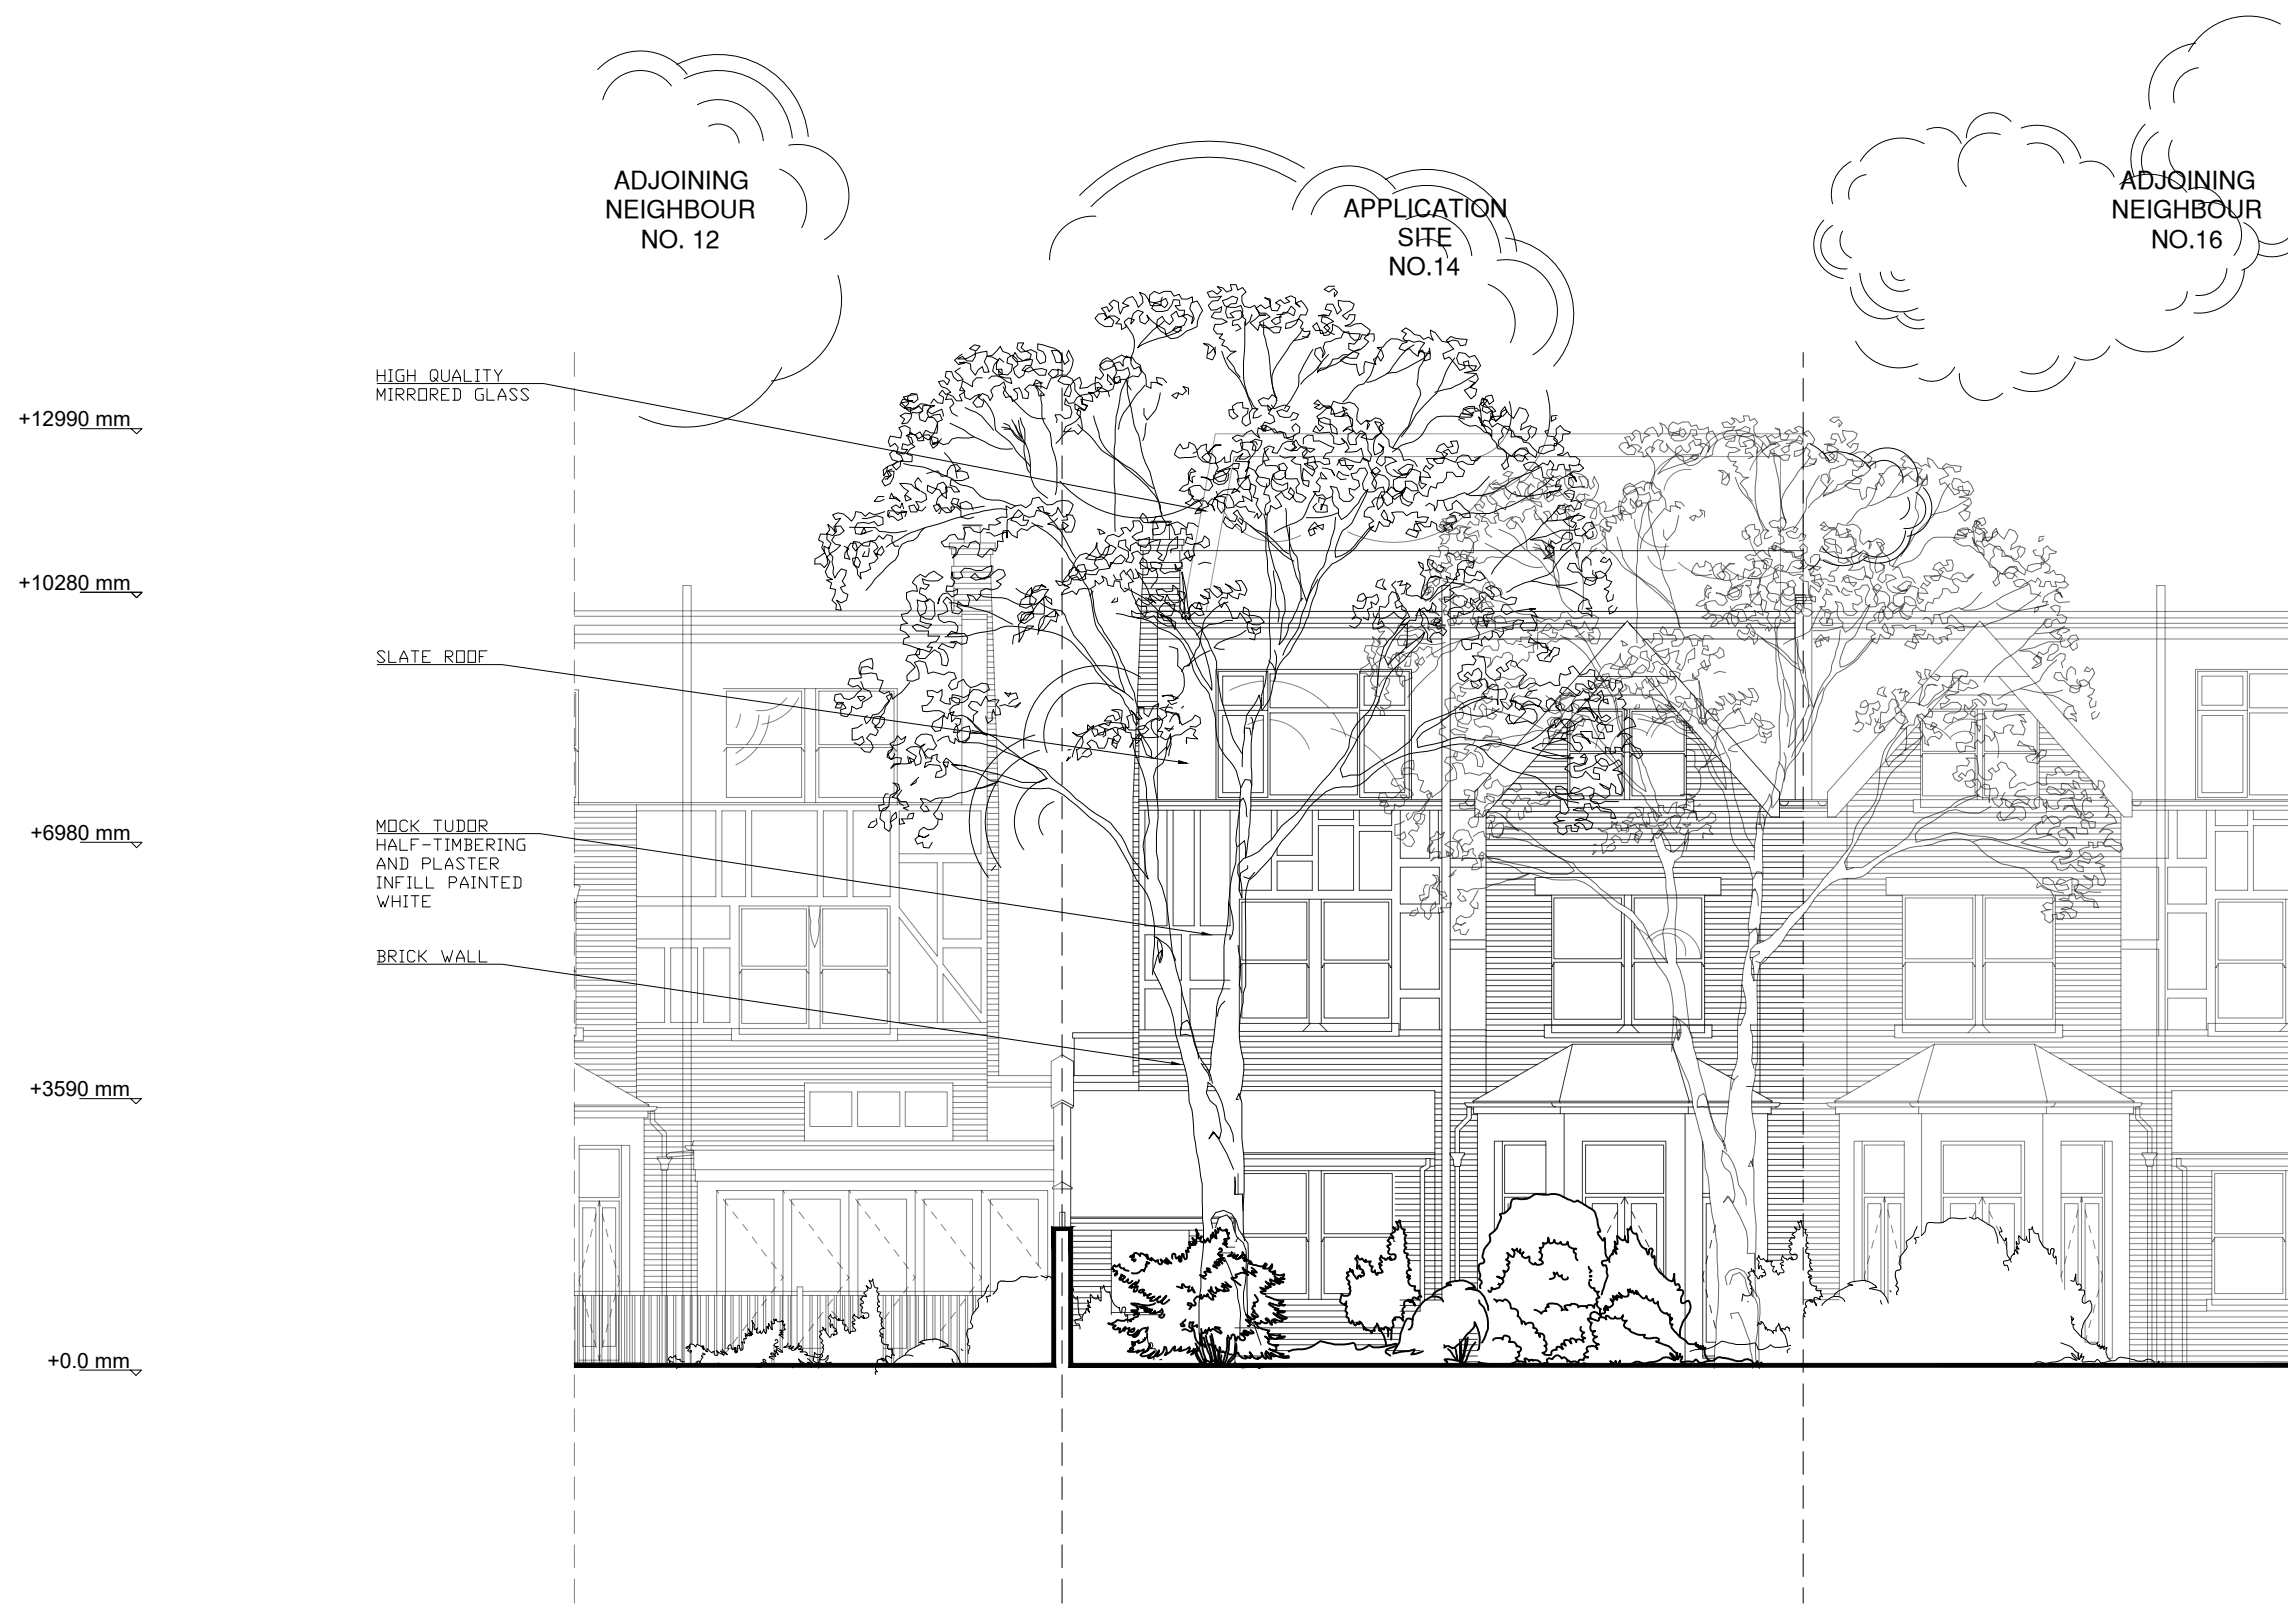 ADJOINING
NEIGHBOUR
NO. 12
APPLICATION
SITE
NO.14
ADJOINING
NEIGHBOUR
NO.16
HIGH QUALITY
MIRRORED GLASS
+12990 mm
+10280 mm
SLATE ROOF
+6980 mm
MOCK TUDOR
HALF-TIMBERING
AND PLASTER
INFILL PAINTED
WHITE
BRICK WALL
+3590 mm
+0.0 mm